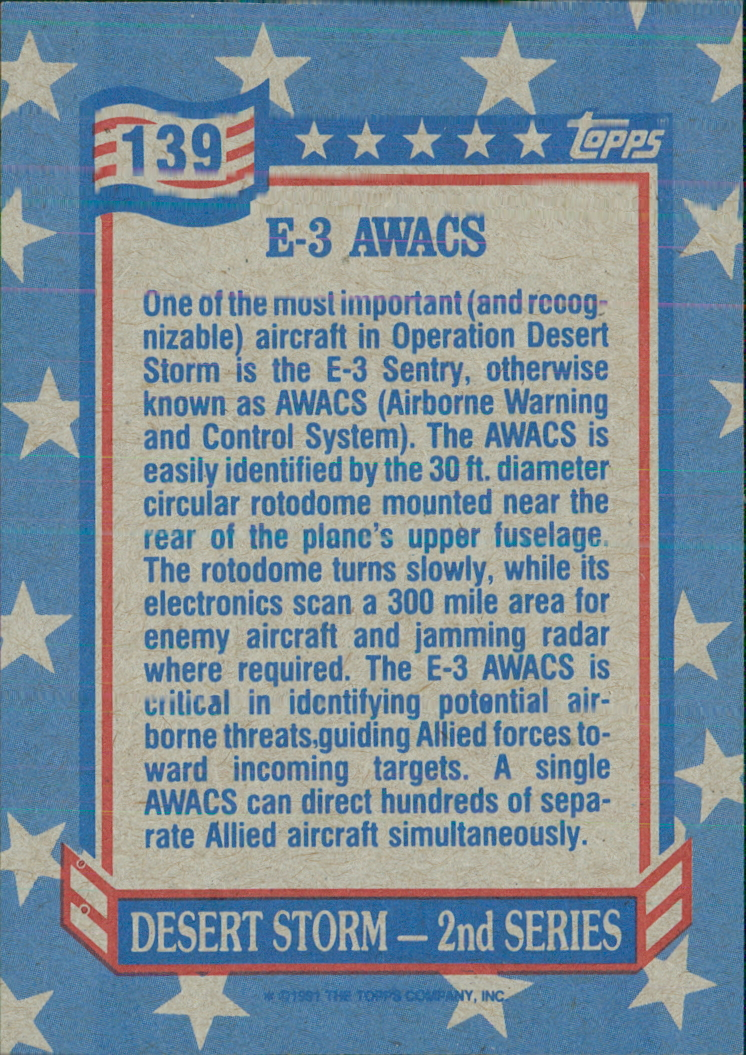 139
topps
E-3 AWACS
One of the most important (and recog-
nizable) aircraft in Operation Desert
Storm is the E-3 Sentry, otherwise
known as AWACS (Airborne Warning
and Control System). The AWACS is
easily identified by the 30 ft. diameter
circular rotodome mounted near the
rear of the plane's upper fuselage.
The rotodome turns slowly, while its
electronics scan a 300 mile area for
enemy aircraft and jamming radar
where required. The E-3 AWACS is
critical in identifying potential air-
borne threats,guiding Allied forces to-
ward incoming targets. A single
AWACS can direct hundreds of sepa-
rate Allied aircraft simultaneously.
DESERT STORM — 2nd SERIES
* ©1991 THE TOPPS COMPANY, INC.